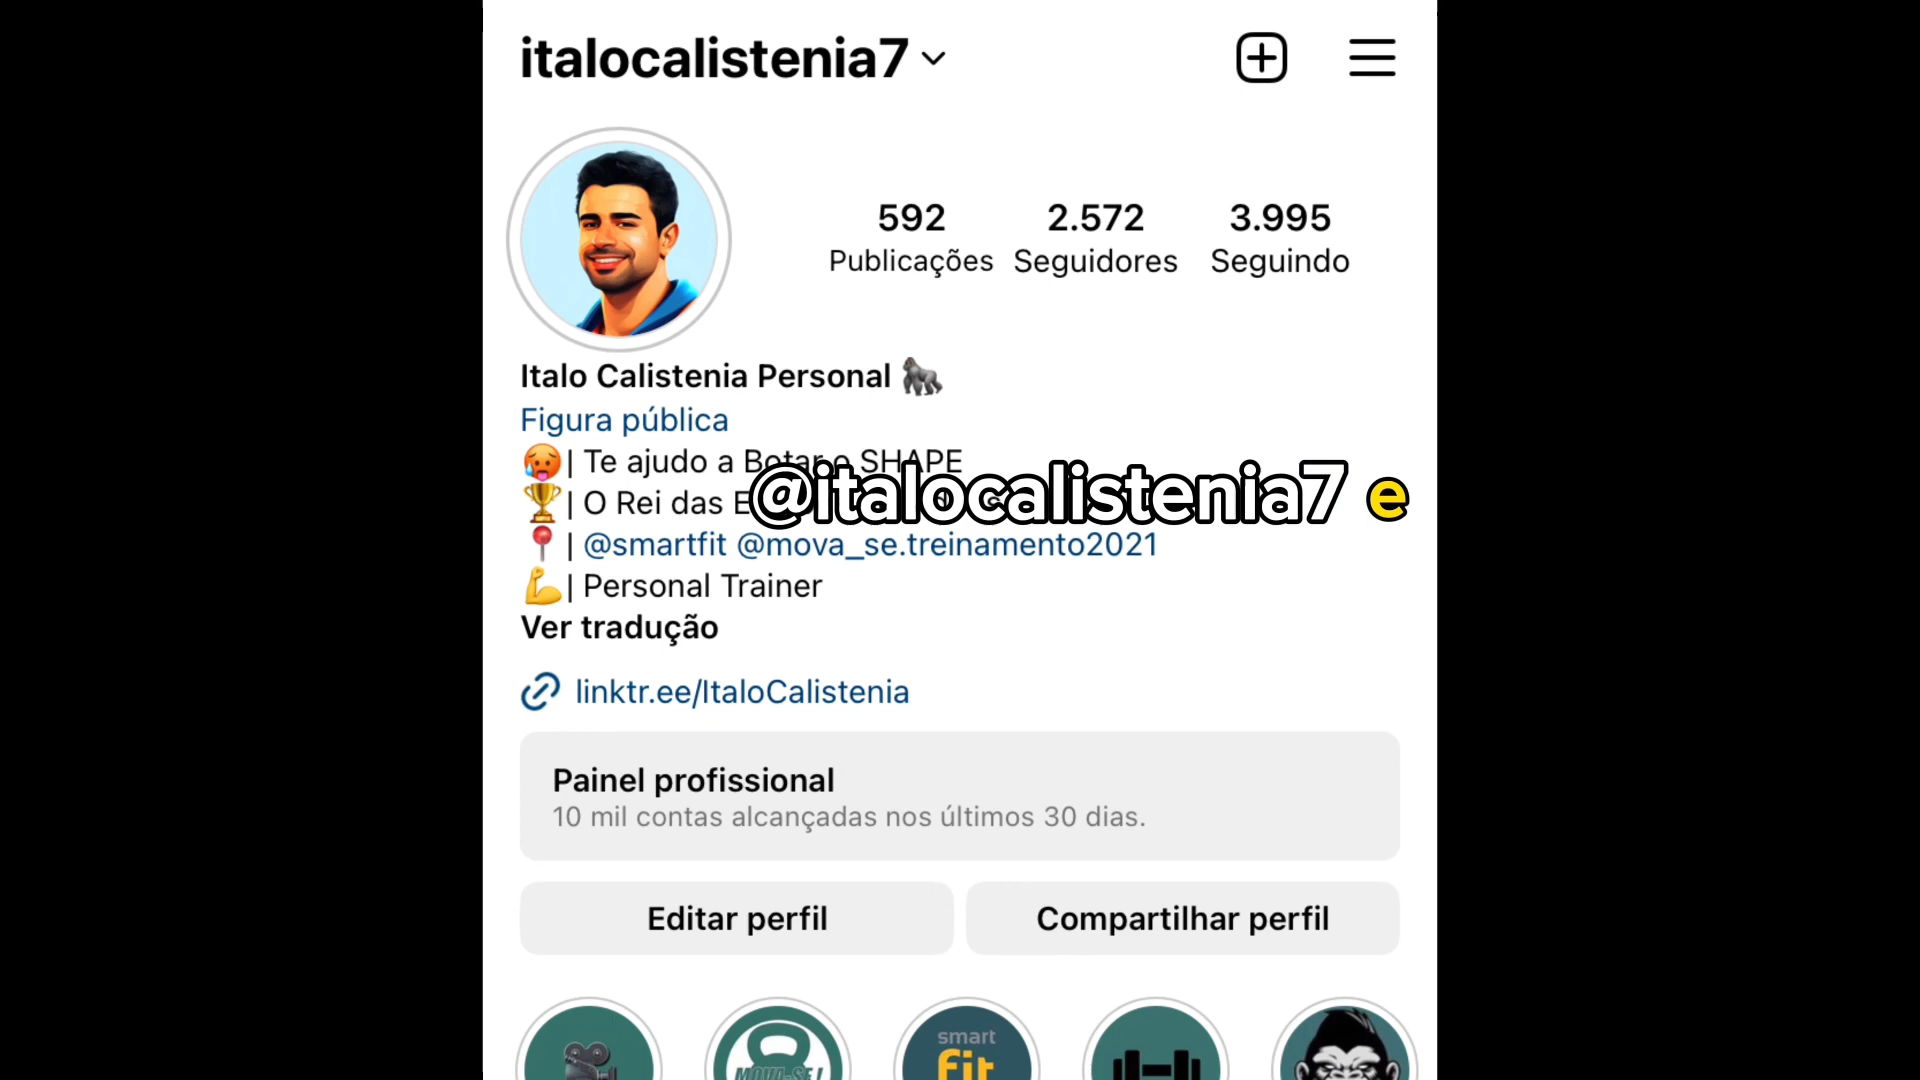 italocalistenia7
592 2.572 3.995
Publicações Seguidores Seguindo
Italo Calistenia Personal
Figura pública
| Te ajudo a Botar o SHAPE
| O Rei das
@italocalistenia7 e
| @smartfit @mova_se.treinamento2021
| Personal Trainer
Ver tradução
linktr.ee/ItaloCalistenia
Painel profissional
10 mil contas alcançadas nos últimos 30 dias.
Editar perfil Compartilhar perfil
smart
fit
MOVA-SE!